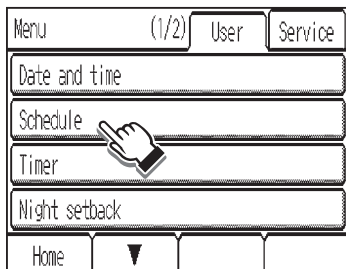 Menu (1/2) User Service
Date and time
Schedule
Timer
Night setback
Home ▼